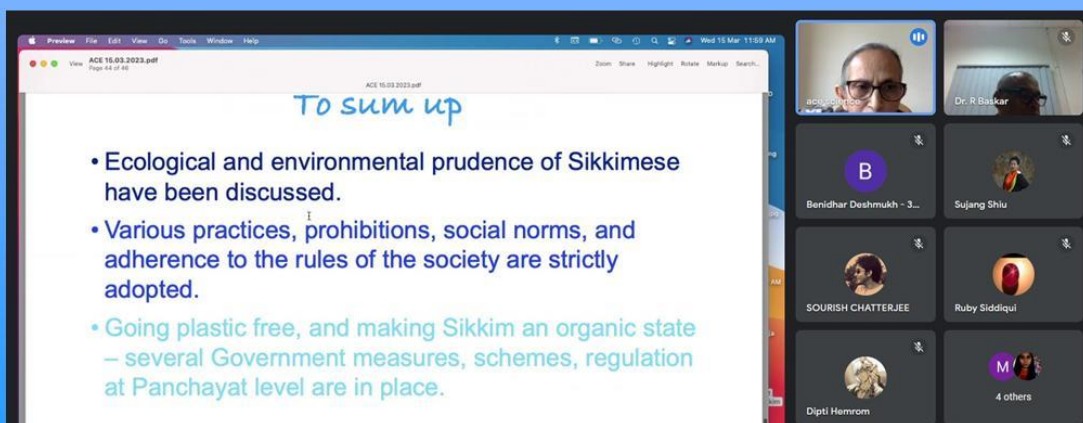 Preview File Edit View Go Tools Window Help
Wed 15 Mar 11:59 AM
View
ACE 15.03.2023.pdf
Page 44 of 46
Zoom Share Highlight Rotate Markup Search...
ACE 15.03.2023.pdf
To sum up
• Ecological and environmental prudence of Sikkimese
have been discussed.
• Various practices, prohibitions, social norms, and
adherence to the rules of the society are strictly
adopted.
• Going plastic free, and making Sikkim an organic state
– several Government measures, schemes, regulation
at Panchayat level are in place.
AM
ace science
Dr. R Baskar
B
Benidhar Deshmukh - 3...
Sujang Shiu
SOURISH CHATTERJEE
Ruby Siddiqui
Dipti Hemrom
M
4 others